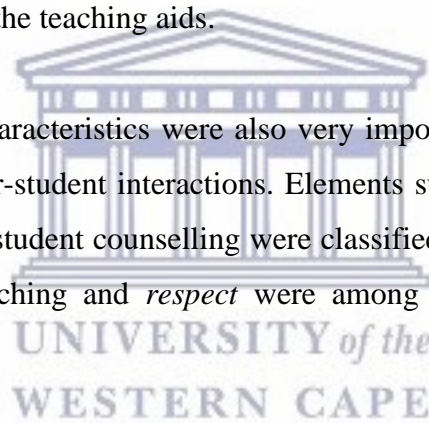 the teaching aids.
aracteristics were also very impo
r-student interactions. Elements s
student counselling were classified
ching and respect were among
UNIVERSITY of the
WESTERN CAPE